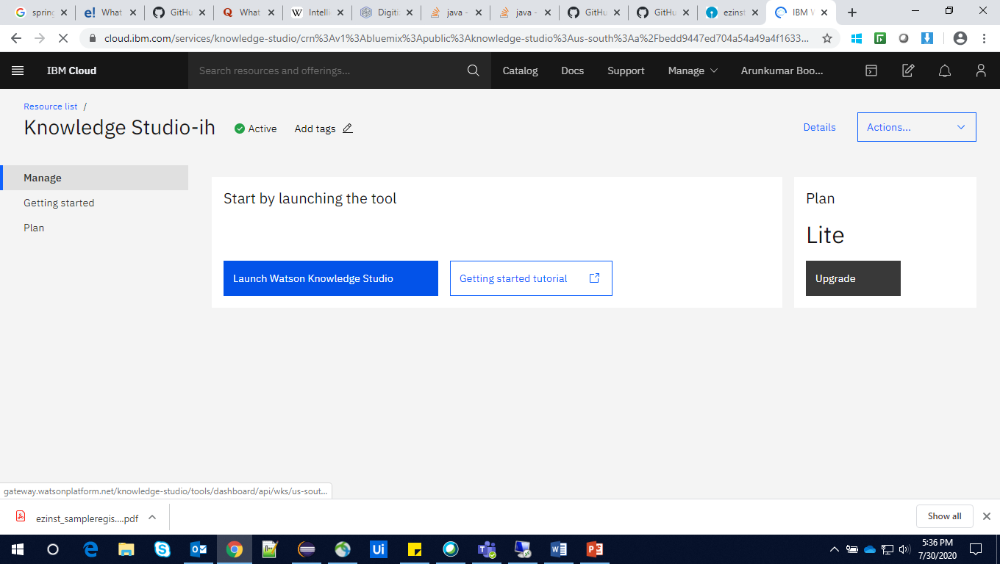 spring
What
GitHu
What
Intelli
Digiti
java -
java -
GitHu
GitHu
ezinst
IBM W
cloud.ibm.com/services/knowledge-studio/crn%3Av1%3Abluemix%3Apublic%3Aknowledge-studio%3Aus-south%3Aa%2Fbedd9447ed704a54a49a4f1633...
IBM Cloud
Search resources and offerings...
Catalog
Docs
Support
Manage
Arunkumar Boo...
Resource list /
Knowledge Studio-ih
Active
Add tags
Details
Actions...
Manage
Getting started
Plan
Start by launching the tool
Launch Watson Knowledge Studio
Getting started tutorial
Plan
Lite
Upgrade
gateway.watsonplatform.net/knowledge-studio/tools/dashboard/api/wks/us-sout...
ezinst_sampleregis....pdf
Show all
5:36 PM
7/30/2020